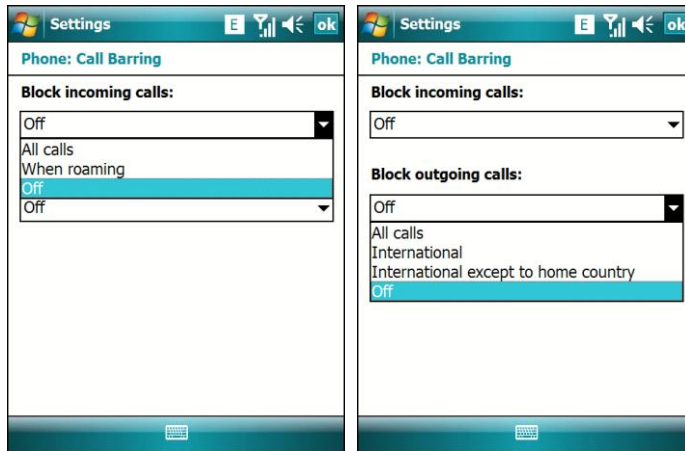 Settings E ok
Phone: Call Barring
Block incoming calls:
Off
All calls
When roaming
Off
Off
Settings E ok
Phone: Call Barring
Block incoming calls:
Off
Block outgoing calls:
Off
All calls
International
International except to home country
Off